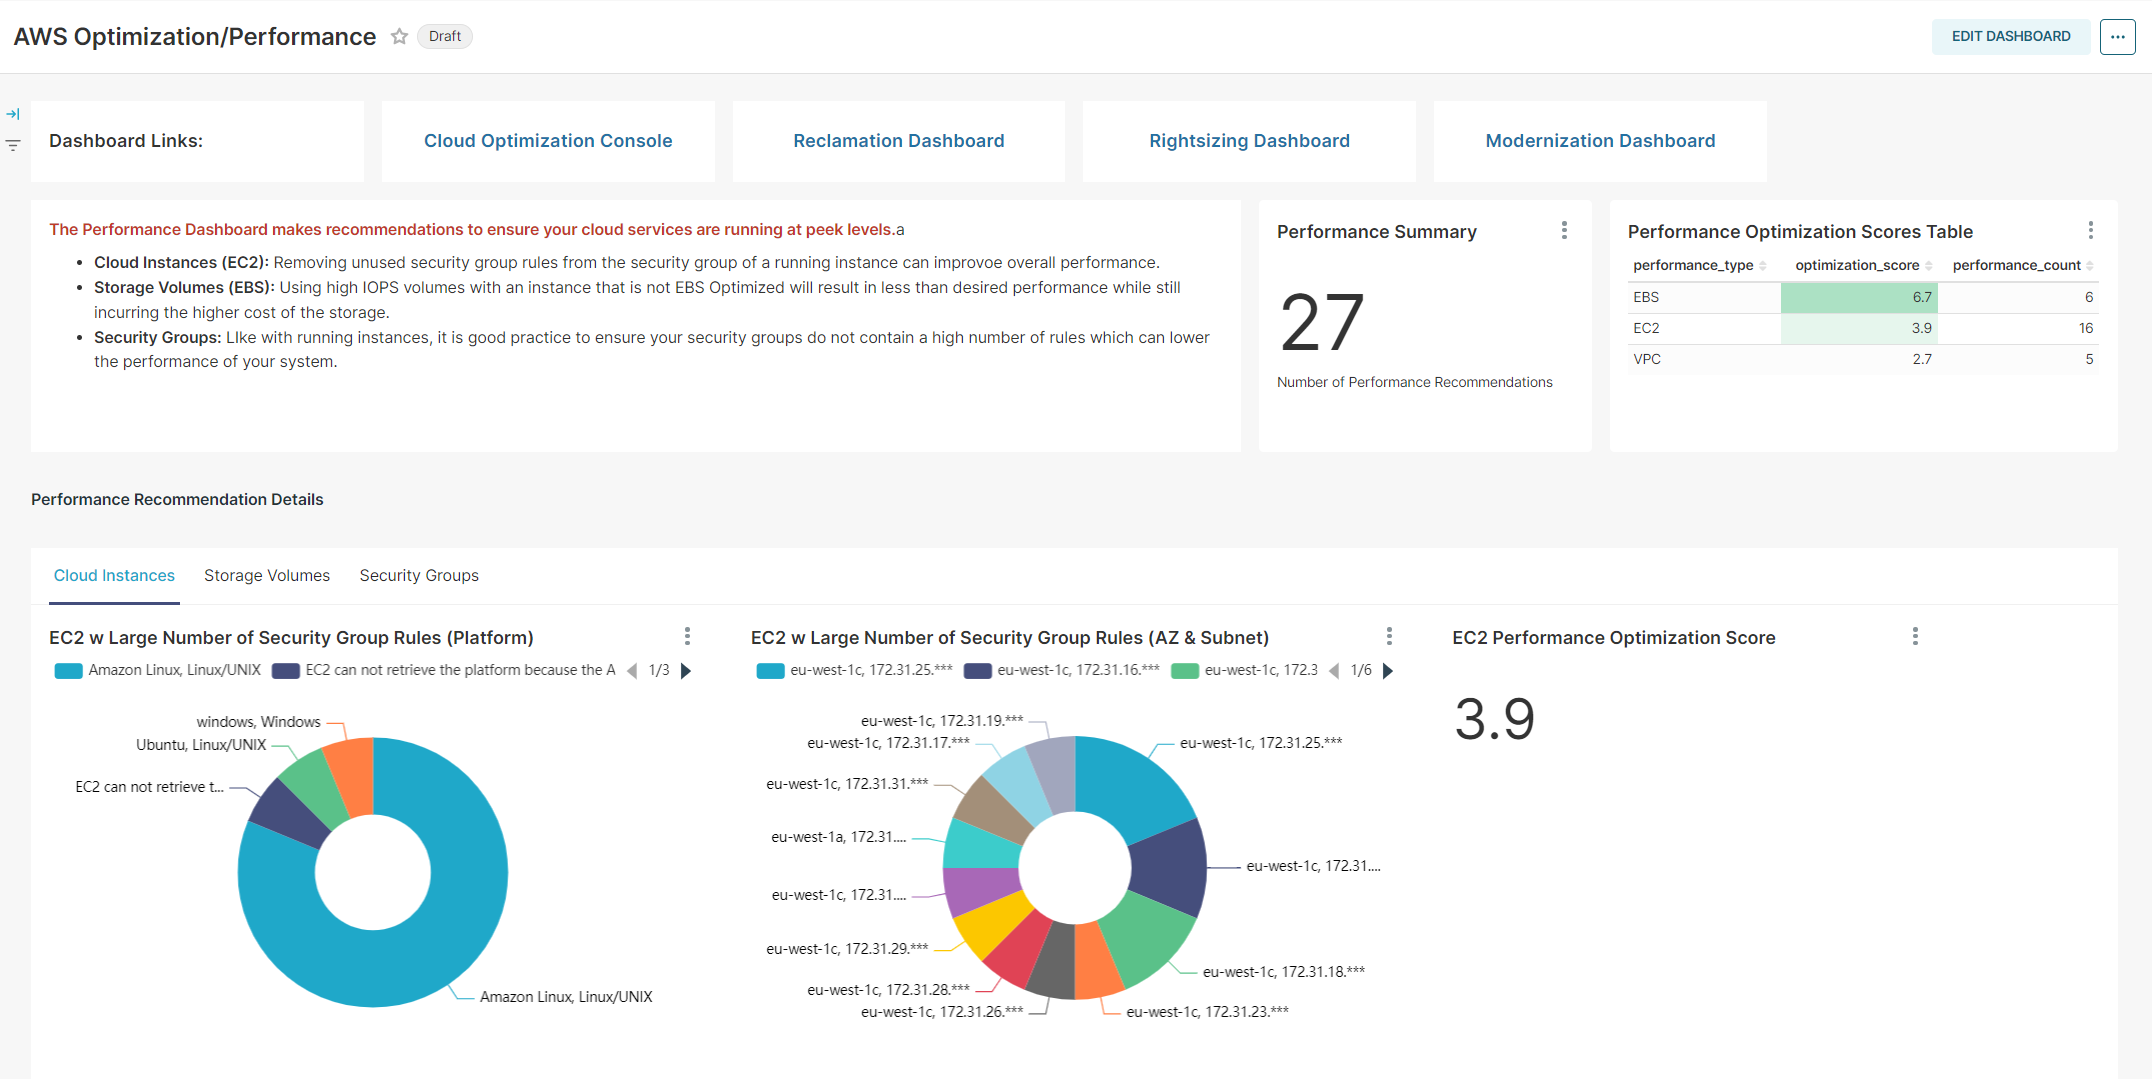 AWS Optimization/Performance
Draft
EDIT DASHBOARD
...
Dashboard Links:
Cloud Optimization Console
Reclamation Dashboard
Rightsizing Dashboard
Modernization Dashboard
The Performance Dashboard makes recommendations to ensure your cloud services are running at peek levels.a
• Cloud Instances (EC2): Removing unused security group rules from the security group of a running instance can improvoe overall performance.
• Storage Volumes (EBS): Using high IOPS volumes with an instance that is not EBS Optimized will result in less than desired performance while still
incurring the higher cost of the storage.
• Security Groups: LIke with running instances, it is good practice to ensure your security groups do not contain a high number of rules which can lower
the performance of your system.
Performance Summary
27
Number of Performance Recommendations
Performance Optimization Scores Table
performance_type optimization_score performance_count
EBS 6.7 6
EC2 3.9 16
VPC 2.7 5
Performance Recommendation Details
Cloud Instances Storage Volumes Security Groups
EC2 w Large Number of Security Group Rules (Platform)
Amazon Linux, Linux/UNIX EC2 can not retrieve the platform because the A 1/3
windows, Windows
Ubuntu, Linux/UNIX
EC2 can not retrieve t...
Amazon Linux, Linux/UNIX
EC2 w Large Number of Security Group Rules (AZ & Subnet)
eu-west-1c, 172.31.25.*** eu-west-1c, 172.31.16.*** eu-west-1c, 172.3 1/6
eu-west-1c, 172.31.19.***
eu-west-1c, 172.31.17.***
eu-west-1c, 172.31.25.***
eu-west-1c, 172.31.31.***
eu-west-1a, 172.31....
eu-west-1c, 172.31....
eu-west-1c, 172.31....
eu-west-1c, 172.31.29.***
eu-west-1c, 172.31.18.***
eu-west-1c, 172.31.28.***
eu-west-1c, 172.31.26.***
eu-west-1c, 172.31.23.***
EC2 Performance Optimization Score
3.9